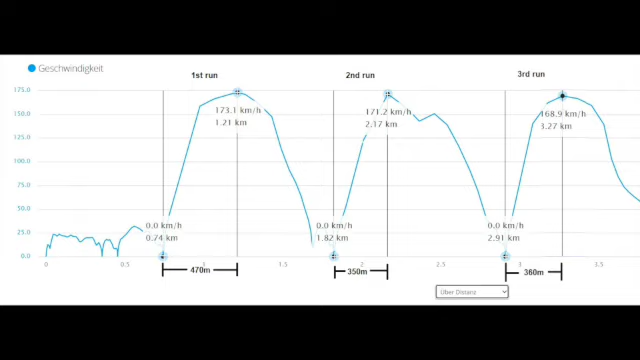 Geschwindigkeit
1st run
2nd run
3rd run
175.0
150.0
125.0
100.0
75.0
50.0
25.0
0.0
173.1 km/h
1.21 km
171.2 km/h
2.17 km
168.9 km/h
3.27 km
0.0 km/h
0.74 km
0.0 km/h
1.82 km
0.0 km/h
2.91 km
0
0.5
1
1.5
2
2.5
3
3.5
470m
350m
360m
Über Distanz